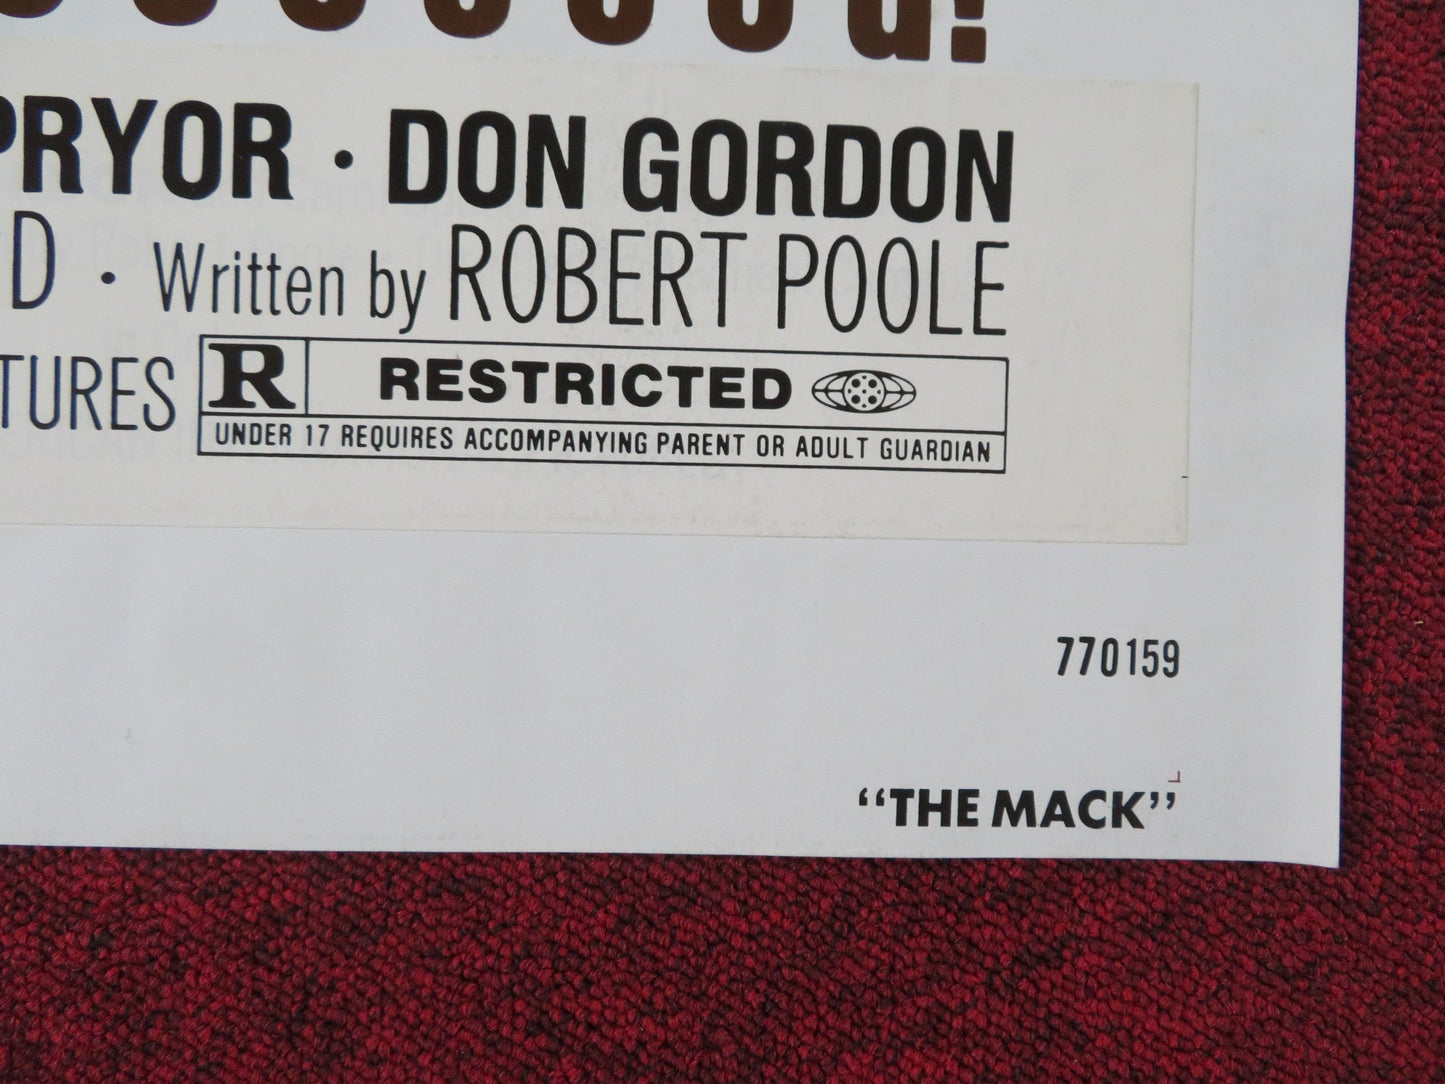 PRYOR · DON GORDON
D · Written by ROBERT POOLE
TURES
R RESTRICTED
UNDER 17 REQUIRES ACCOMPANYING PARENT OR ADULT GUARDIAN
770159
“THE MACK”